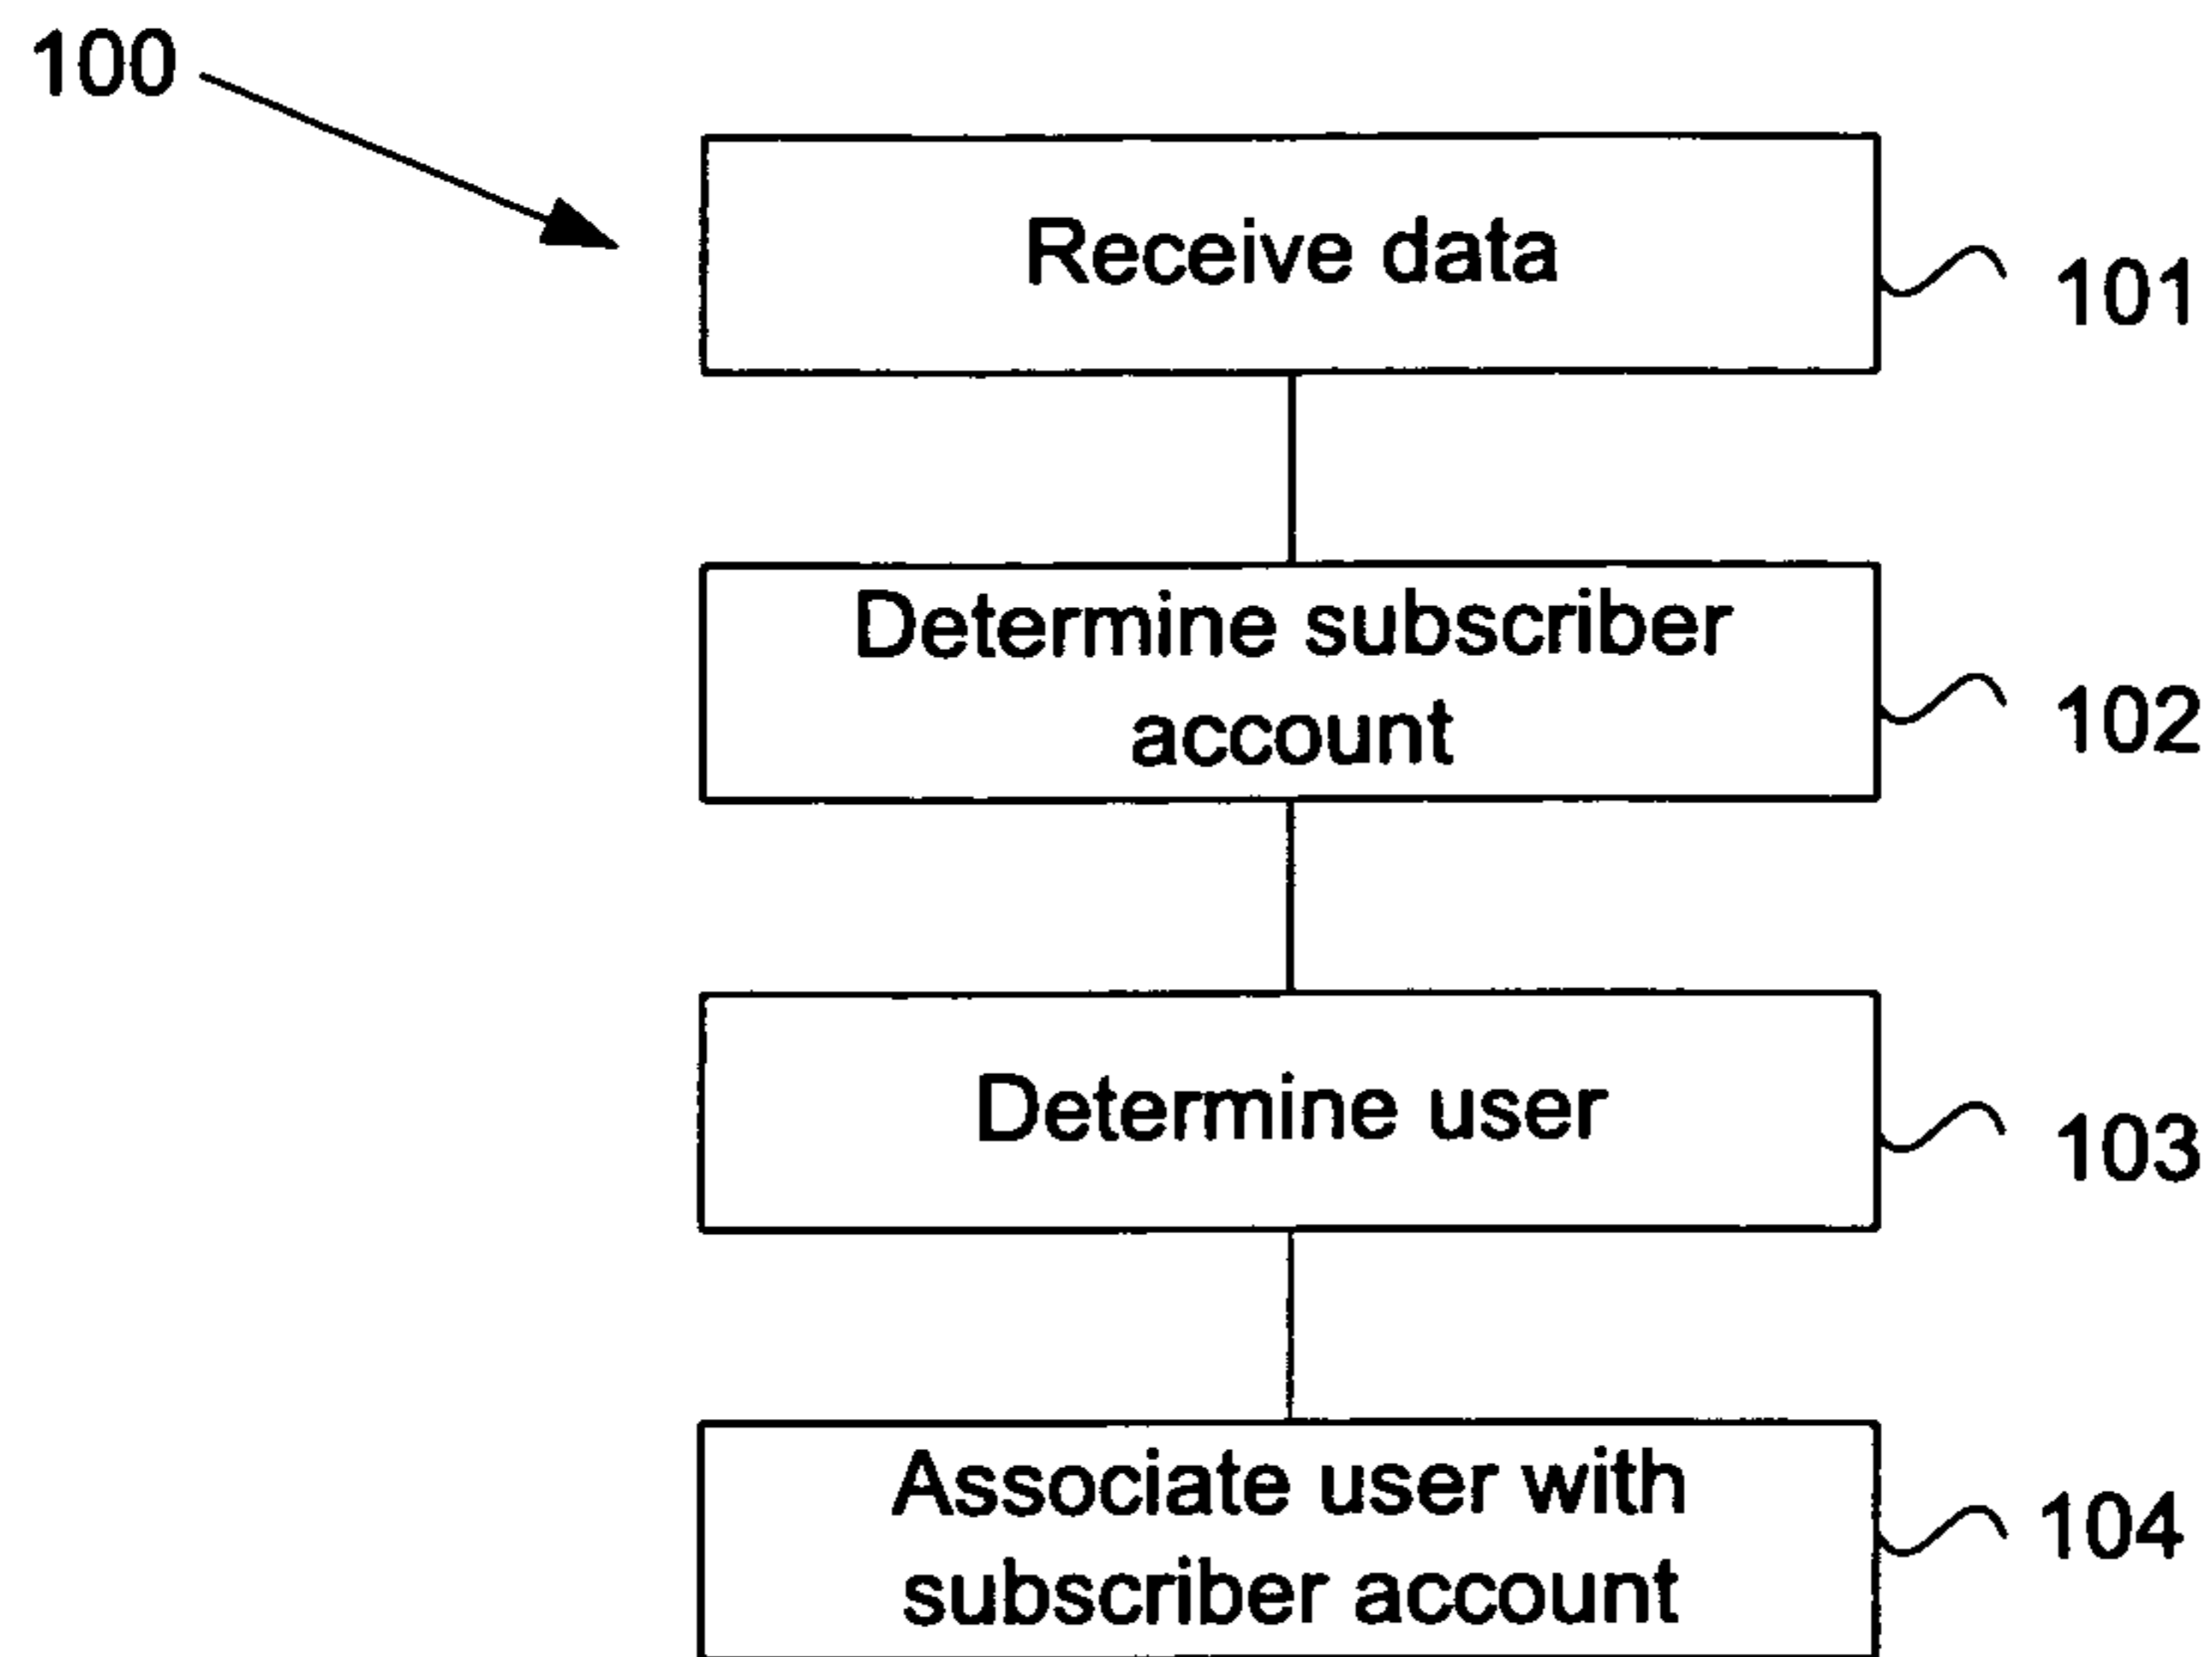 100
Receive data
101
Determine subscriber
account
102
Determine user
103
Associate user with
subscriber account
104